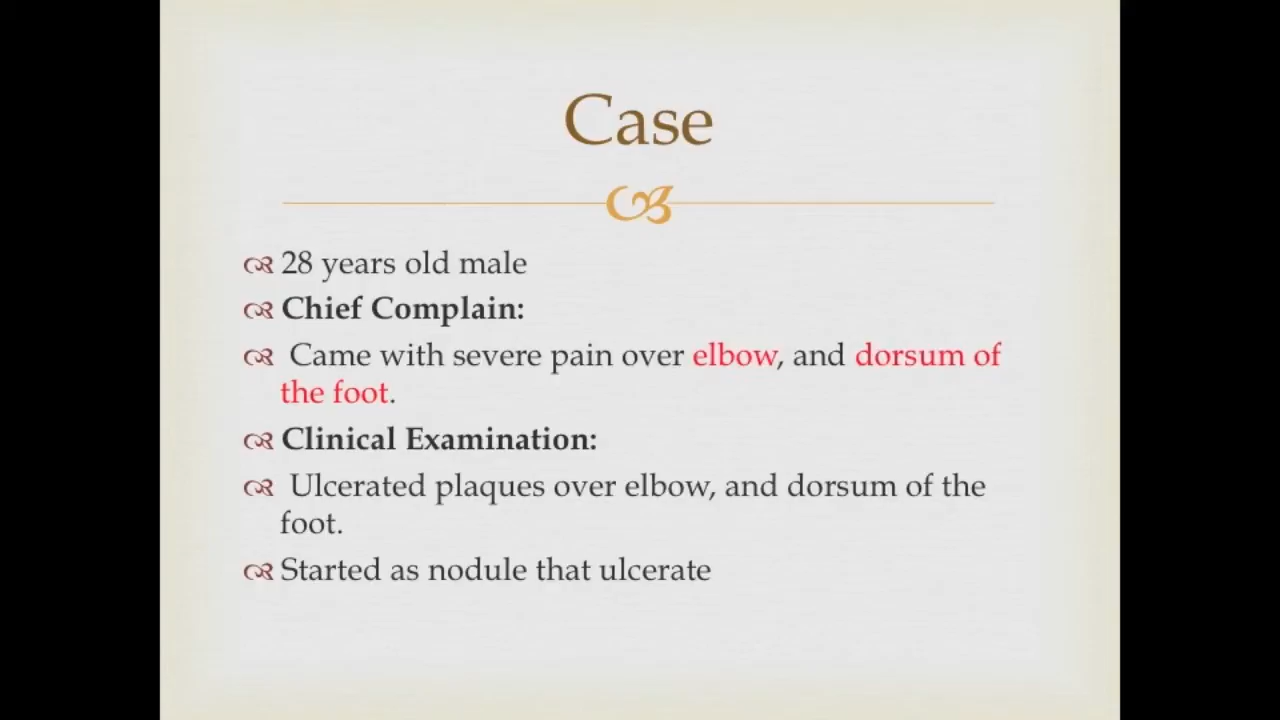 Case
28 years old male
Chief Complain:
Came with severe pain over elbow, and dorsum of
the foot.
Clinical Examination:
Ulcerated plaques over elbow, and dorsum of the
foot.
Started as nodule that ulcerate